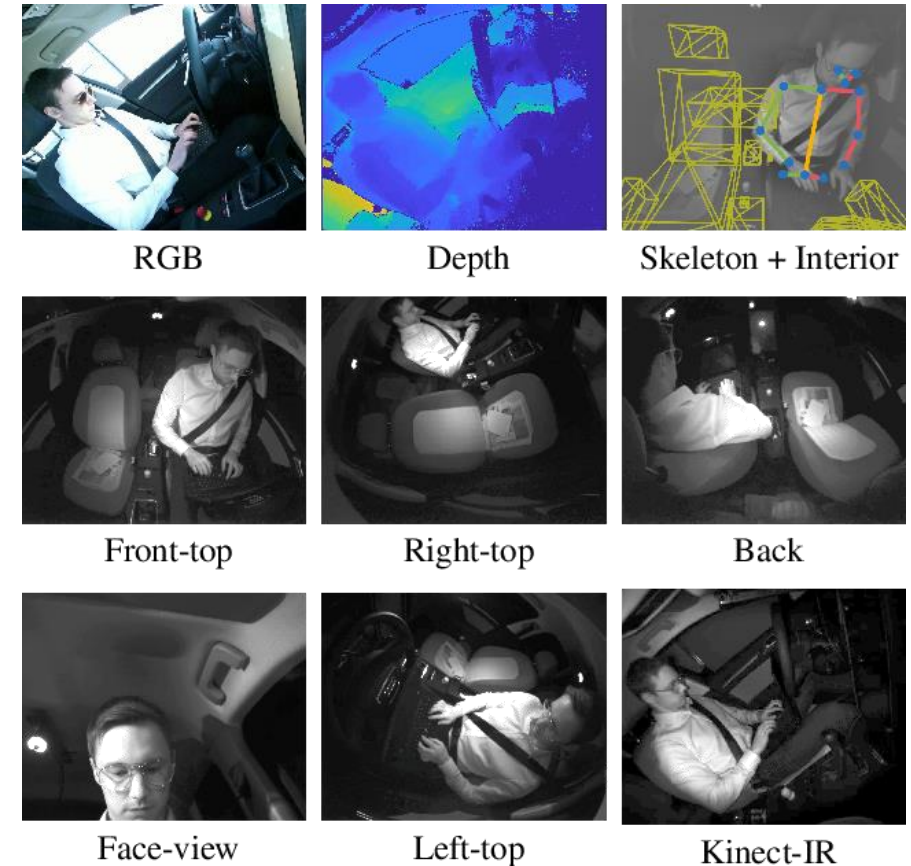 RGB
Depth
Skeleton + Interior
Front-top
Right-top
Back
Face-view
Left-top
Kinect-IR